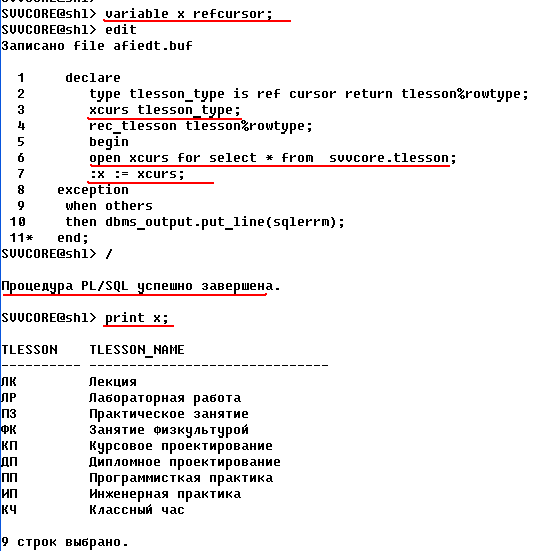 SVVCORE@shl> variable x refcursor;
SVVCORE@shl> edit
Записано file afiedt.buf
1 declare
2 type tlesson_type is ref cursor return tlesson%rowtype;
3 xcurs tlesson_type;
4 rec_tlesson tlesson%rowtype;
5 begin
6 open xcurs for select * from svvcore.tlesson;
7 :x := xcurs;
8 exception
9 when others
10 then dbms_output.put_line(sqlerrm);
11* end;
SVVCORE@shl> /
Процедура PL/SQL успешно завершена.
SVVCORE@shl> print x;
TLESSON TLESSON_NAME
---------- ------------------------------
ЛК Лекция
ЛР Лабораторная работа
ПЗ Практическое занятие
ФК Занятие физкультурой
КП Курсовое проектирование
ДП Дипломное проектирование
ПП Программисткая практика
ИП Инженерная практика
КЧ Классный час
9 строк выбрано.